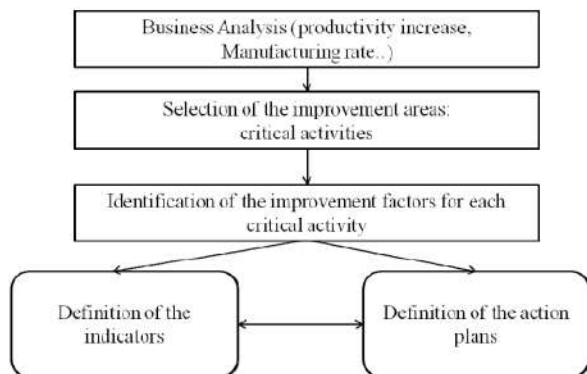 Business Analysis (productivity increase,
Manufacturing rate..)
Selection of the improvement areas:
critical activities
Identification of the improvement factors for each
critical activity
Definition of the
indicators
Definition of the action
plans